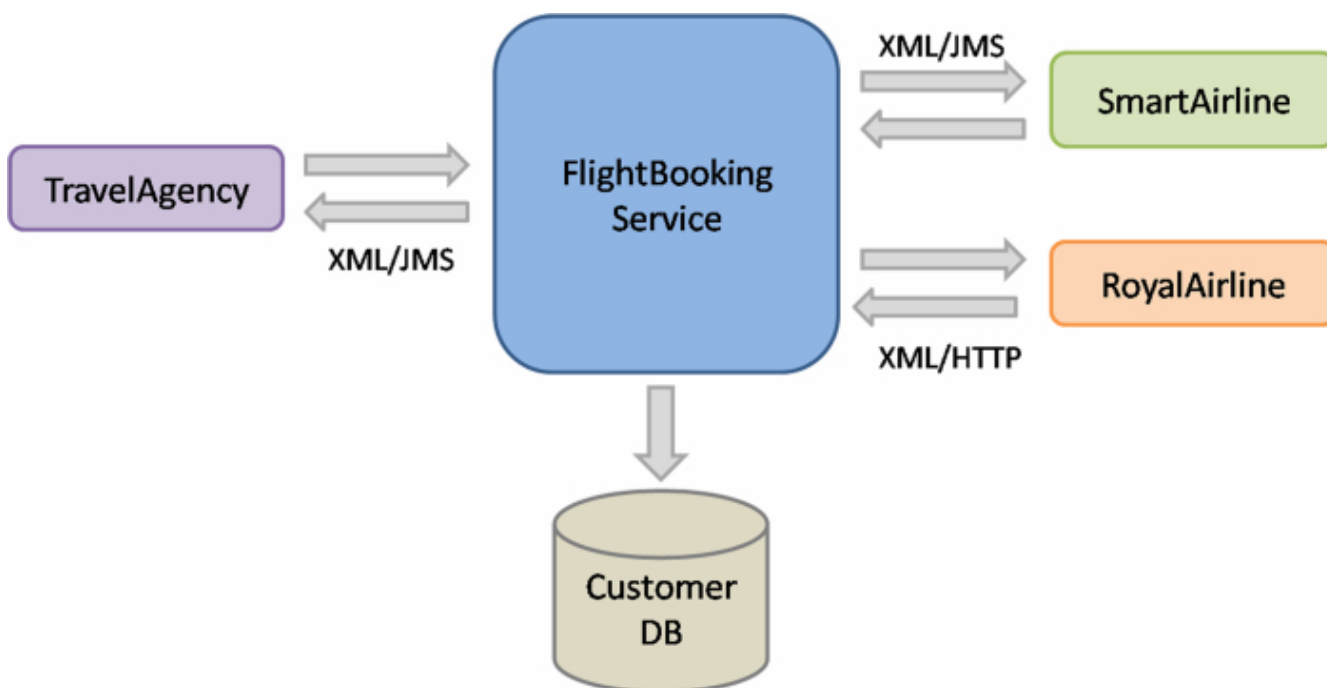 XML/JMS
SmartAirline
FlightBooking
Service
TravelAgency
XML/JMS
RoyalAirline
XML/HTTP
Customer
DB